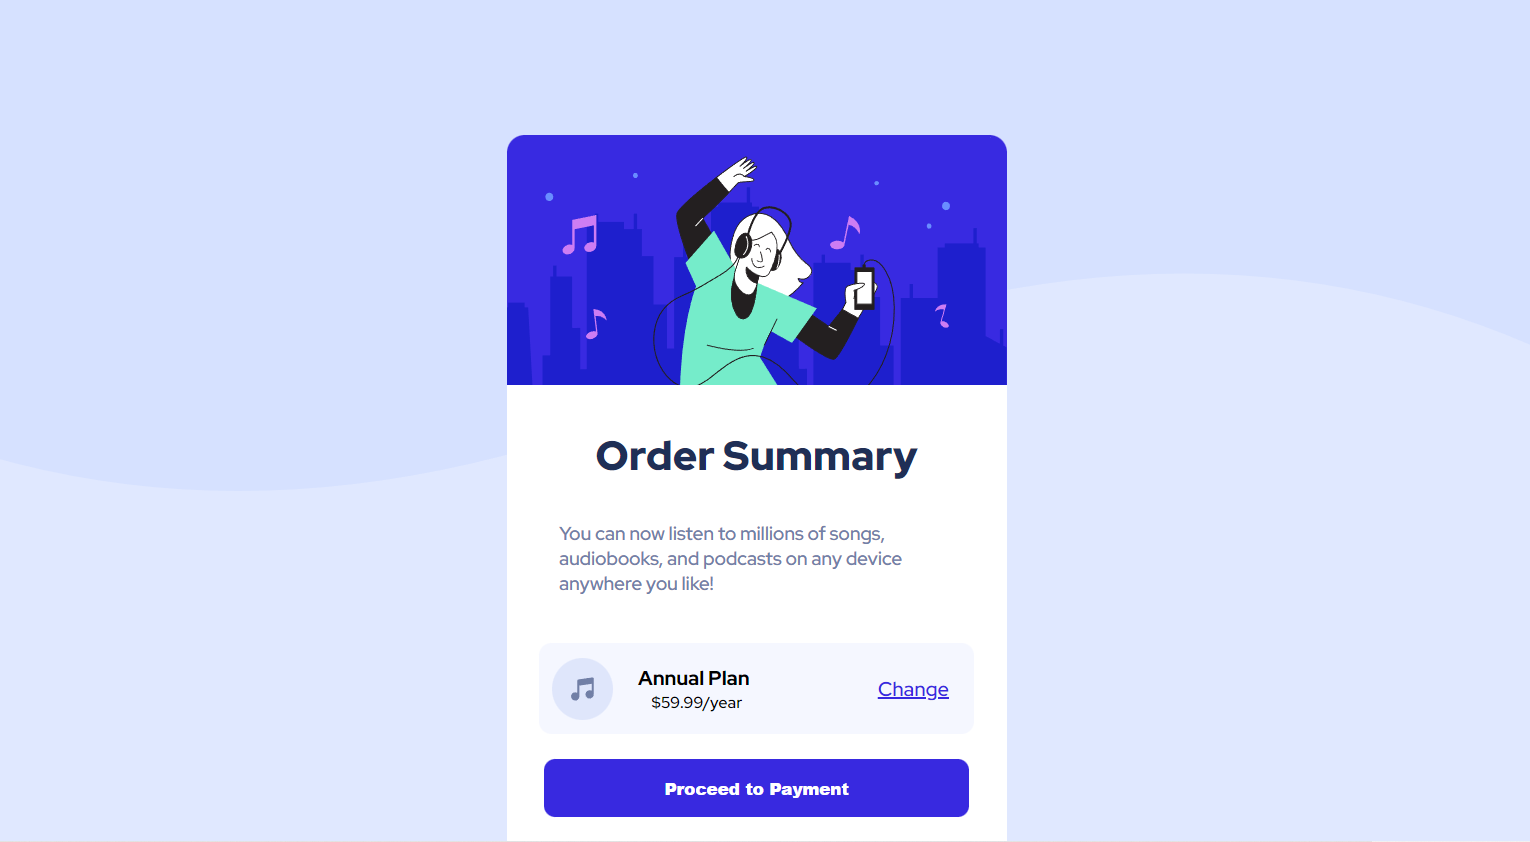 Order Summary
You can now listen to millions of songs,
audiobooks, and podcasts on any device
anywhere you like!
Annual Plan
$59.99/year
Change
Proceed to Payment